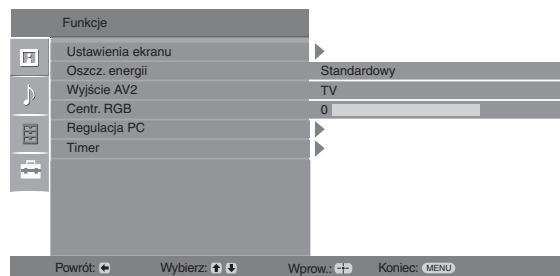 Funkcje
Ustawienia ekranu
Oszcz. energii Standardowy
Wyjście AV2 TV
Centr. RGB 0
Regulacja PC
Timer
Powrót: Wybierz: Wprow.: Koniec: MENU